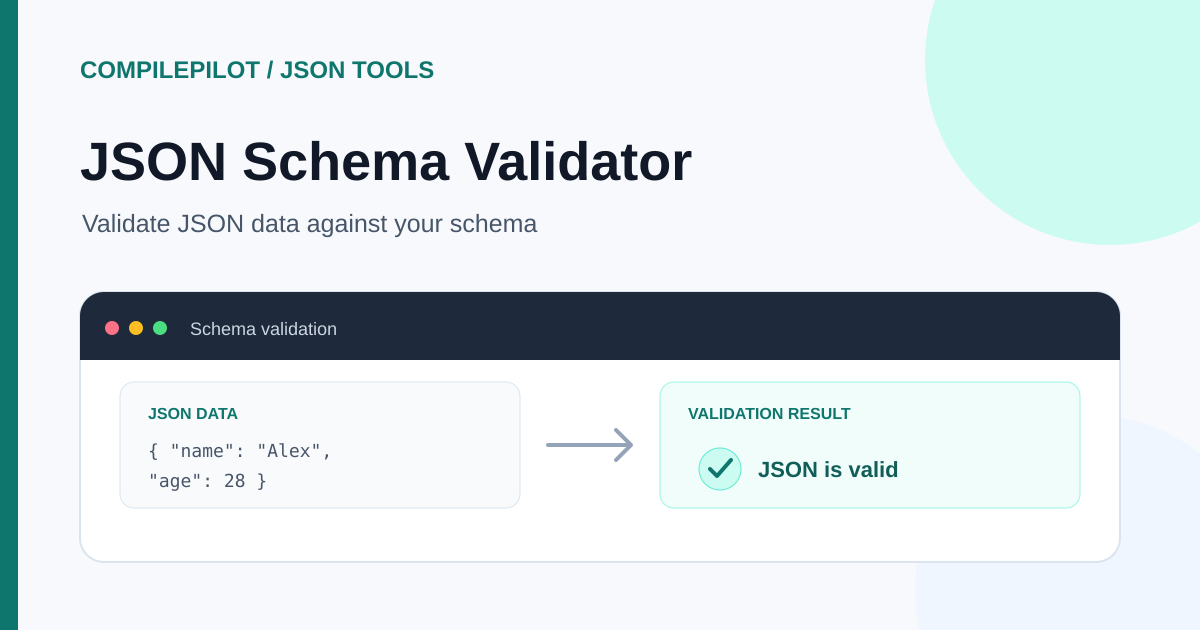 COMPILEPILOT / JSON TOOLS
JSON Schema Validator
Validate JSON data against your schema
Schema validation
JSON DATA
{ "name": "Alex",
"age": 28 }
VALIDATION RESULT
JSON is valid